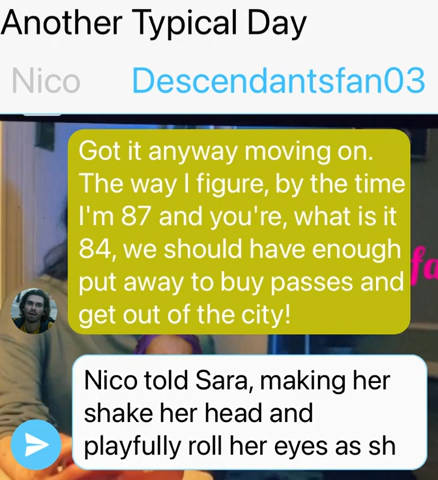 Another Typical Day
Nico Descendantsfan03
Got it anyway moving on.
The way I figure, by the time
I'm 87 and you're, what is it
84, we should have enough
put away to buy passes and
get out of the city!
fa
Nico told Sara, making her
shake her head and
playfully roll her eyes as sh